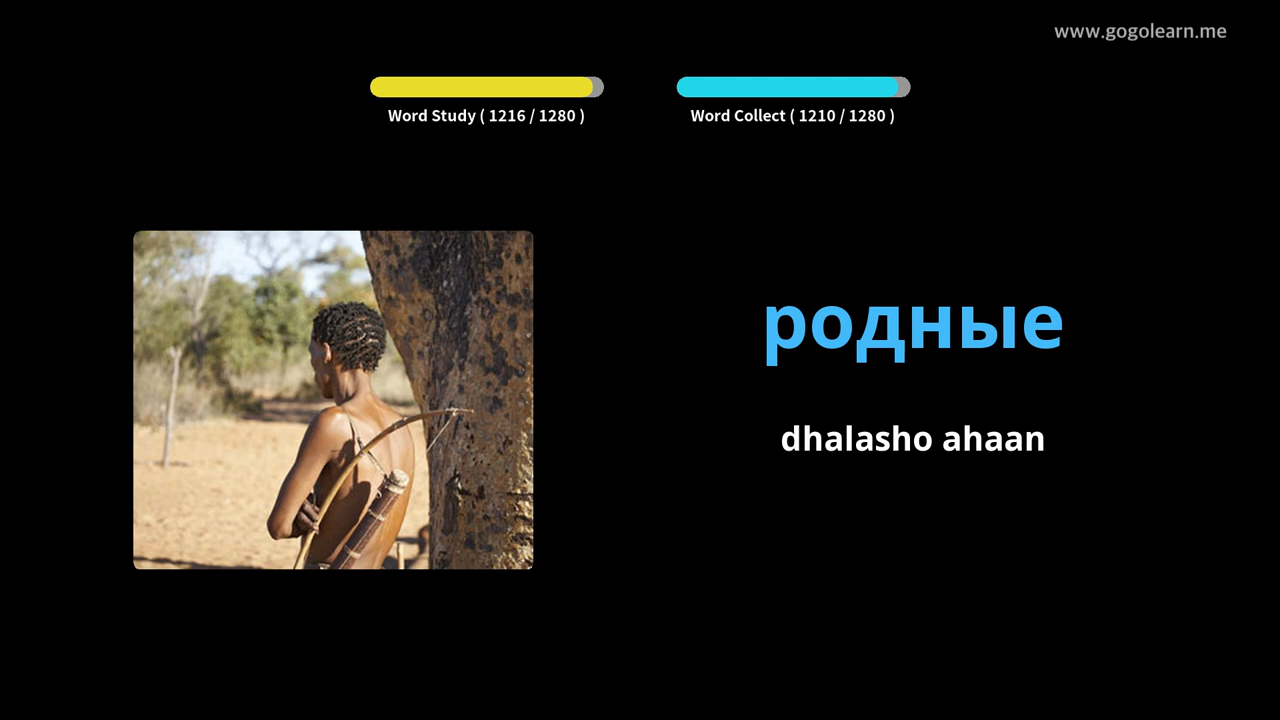 www.gogolearn.me
Word Study ( 1216 / 1280 )
Word Collect ( 1210 / 1280 )
родные
dhalasho ahaan